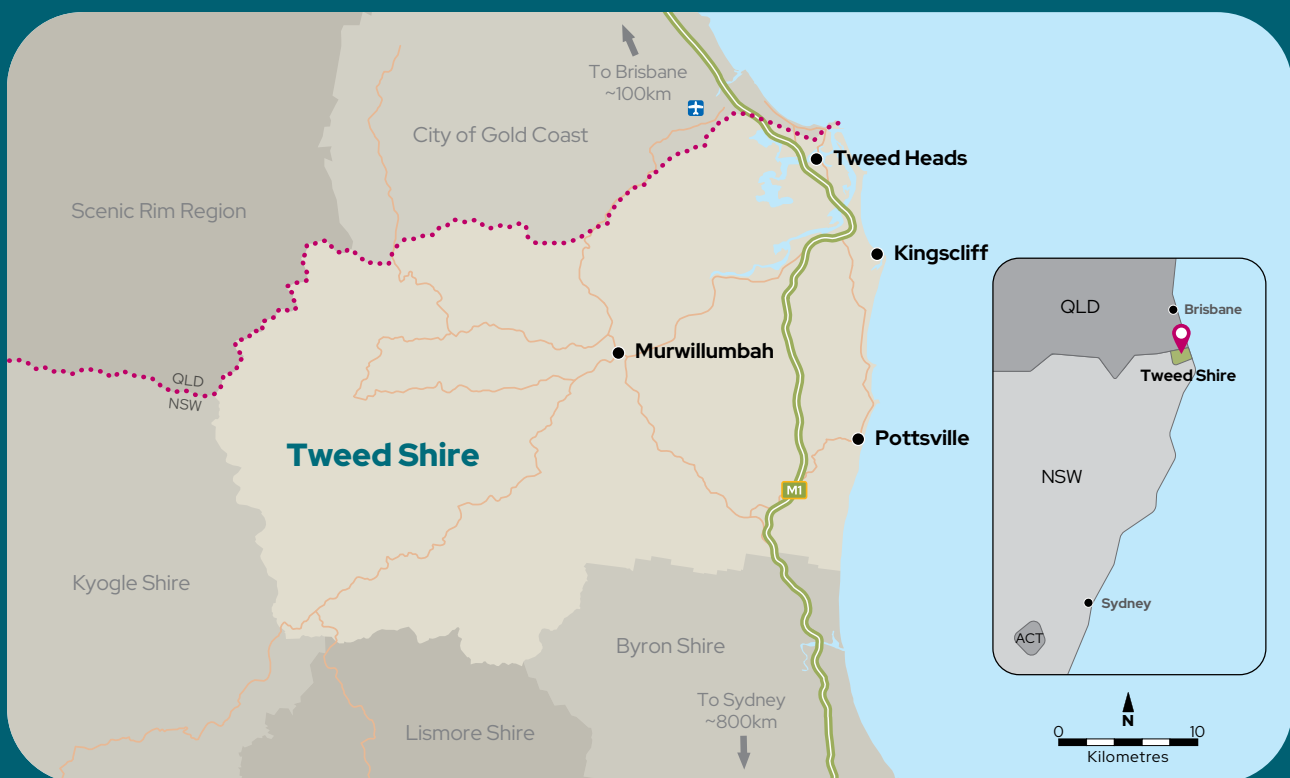 To Brisbane
~100km
City of Gold Coast
Tweed Heads
Scenic Rim Region
Kingscliff
Murwillumbah
QLD
NSW
Tweed Shire
Pottsville
M1
Kyogle Shire
Byron Shire
To Sydney
~800km
Lismore Shire
QLD
Brisbane
Tweed Shire
NSW
Sydney
ACT
N
0 10
Kilometres